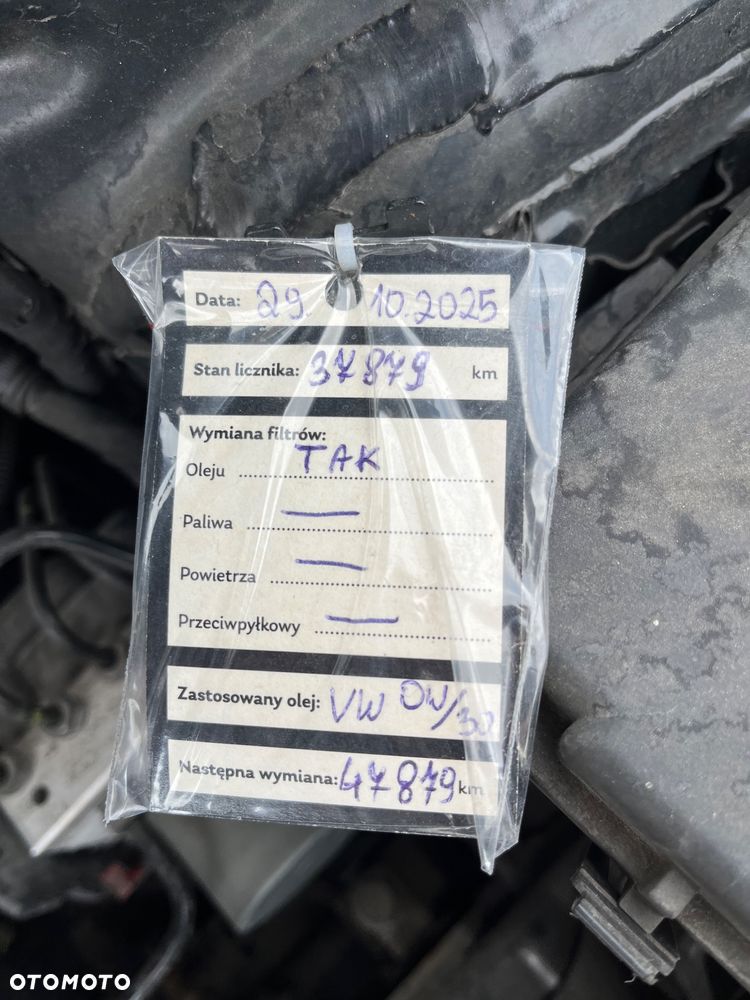 Data: 29.10.2025
Stan licznika: 37879 km
Wymiana filtrów:
Oleju TAK
Paliwa —
Powietrza —
Przeciwpyłkowy —
Zastosowany olej: VW 0W/30
Następna wymiana: 47879 km
OTOMOTO